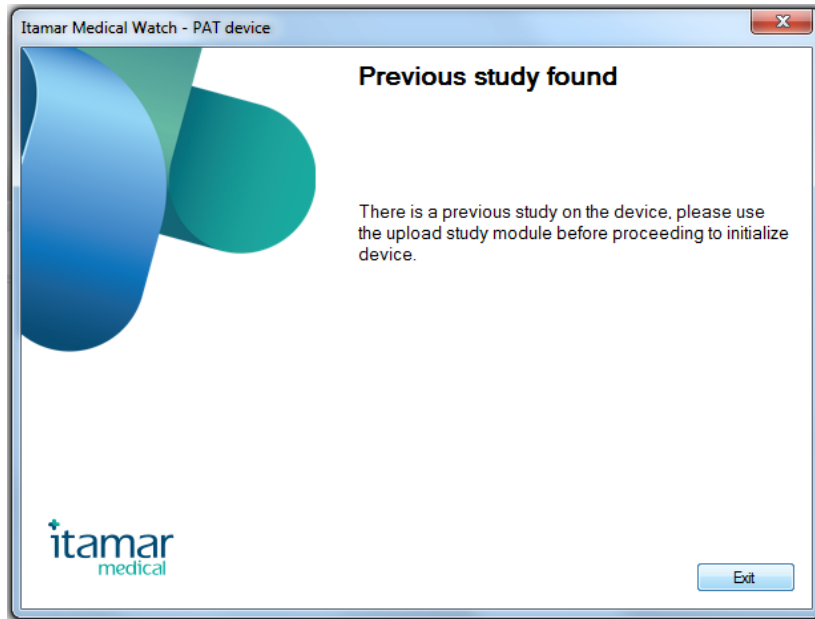 Itamar Medical Watch - PAT device
Previous study found
There is a previous study on the device, please use
the upload study module before proceeding to initialize
device.
itamar
medical
Exit